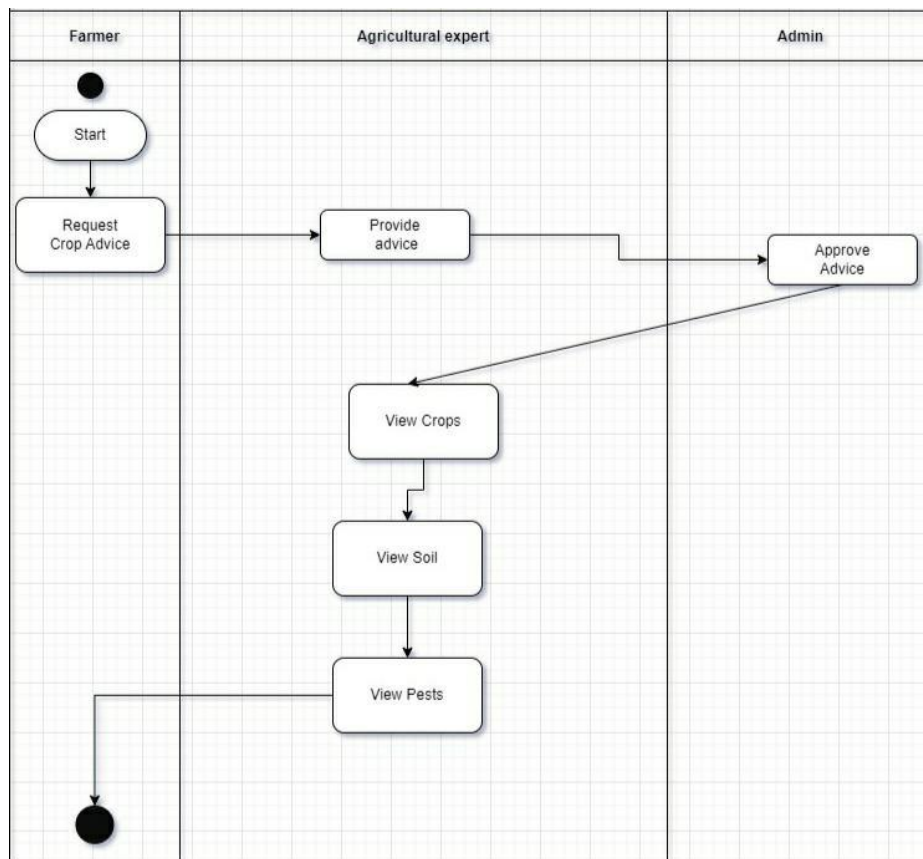 Farmer
Agricultural expert
Admin
Start
Request
Crop Advice
Provide
advice
Approve
Advice
View Crops
View Soil
View Pests